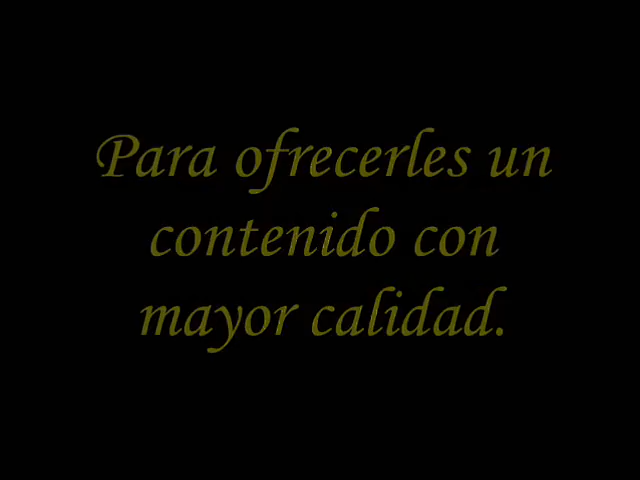 Para ofrecerles un
contenido con
mayor calidad.